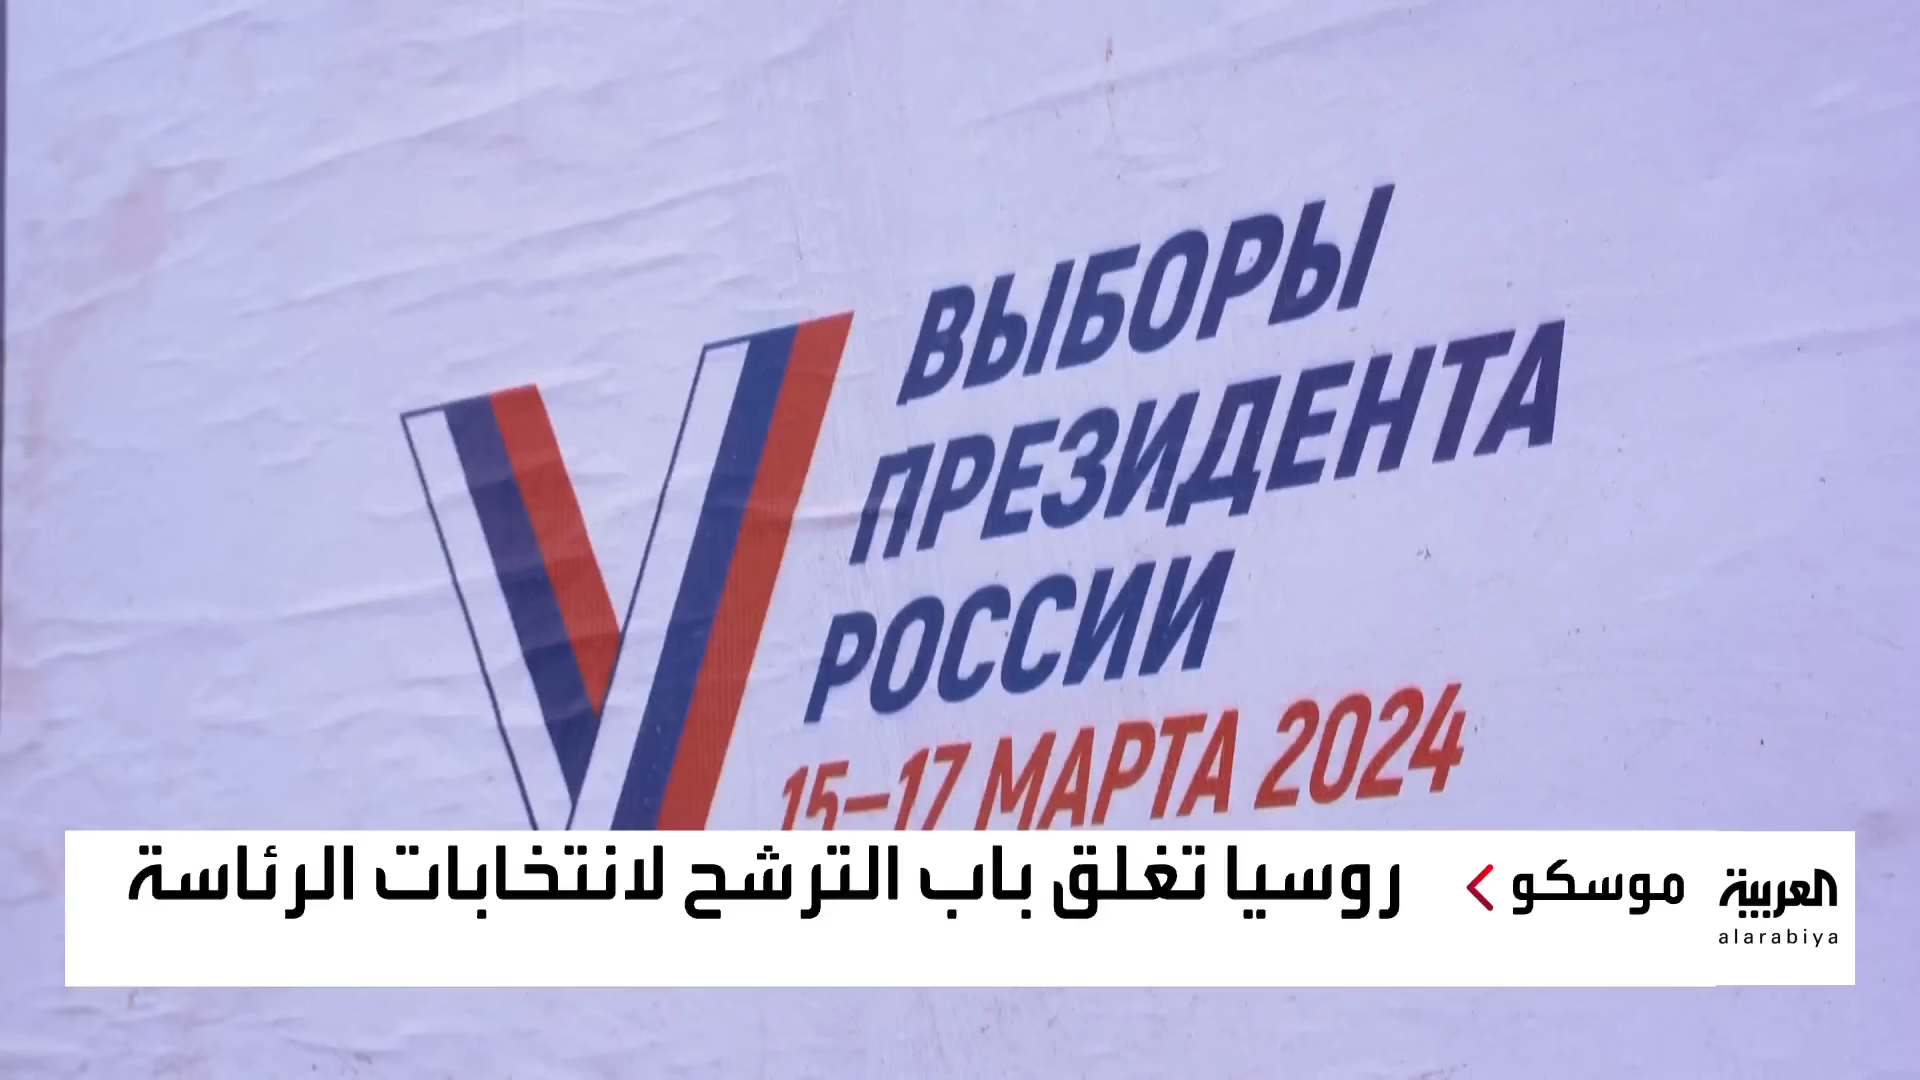 ВЫБОРЫ
ПРЕЗИДЕНТА
РОССИИ
15–17 МАРТА 2024
العربية
alarabiya
موسكو
روسيا تغلق باب الترشح لانتخابات الرئاسة